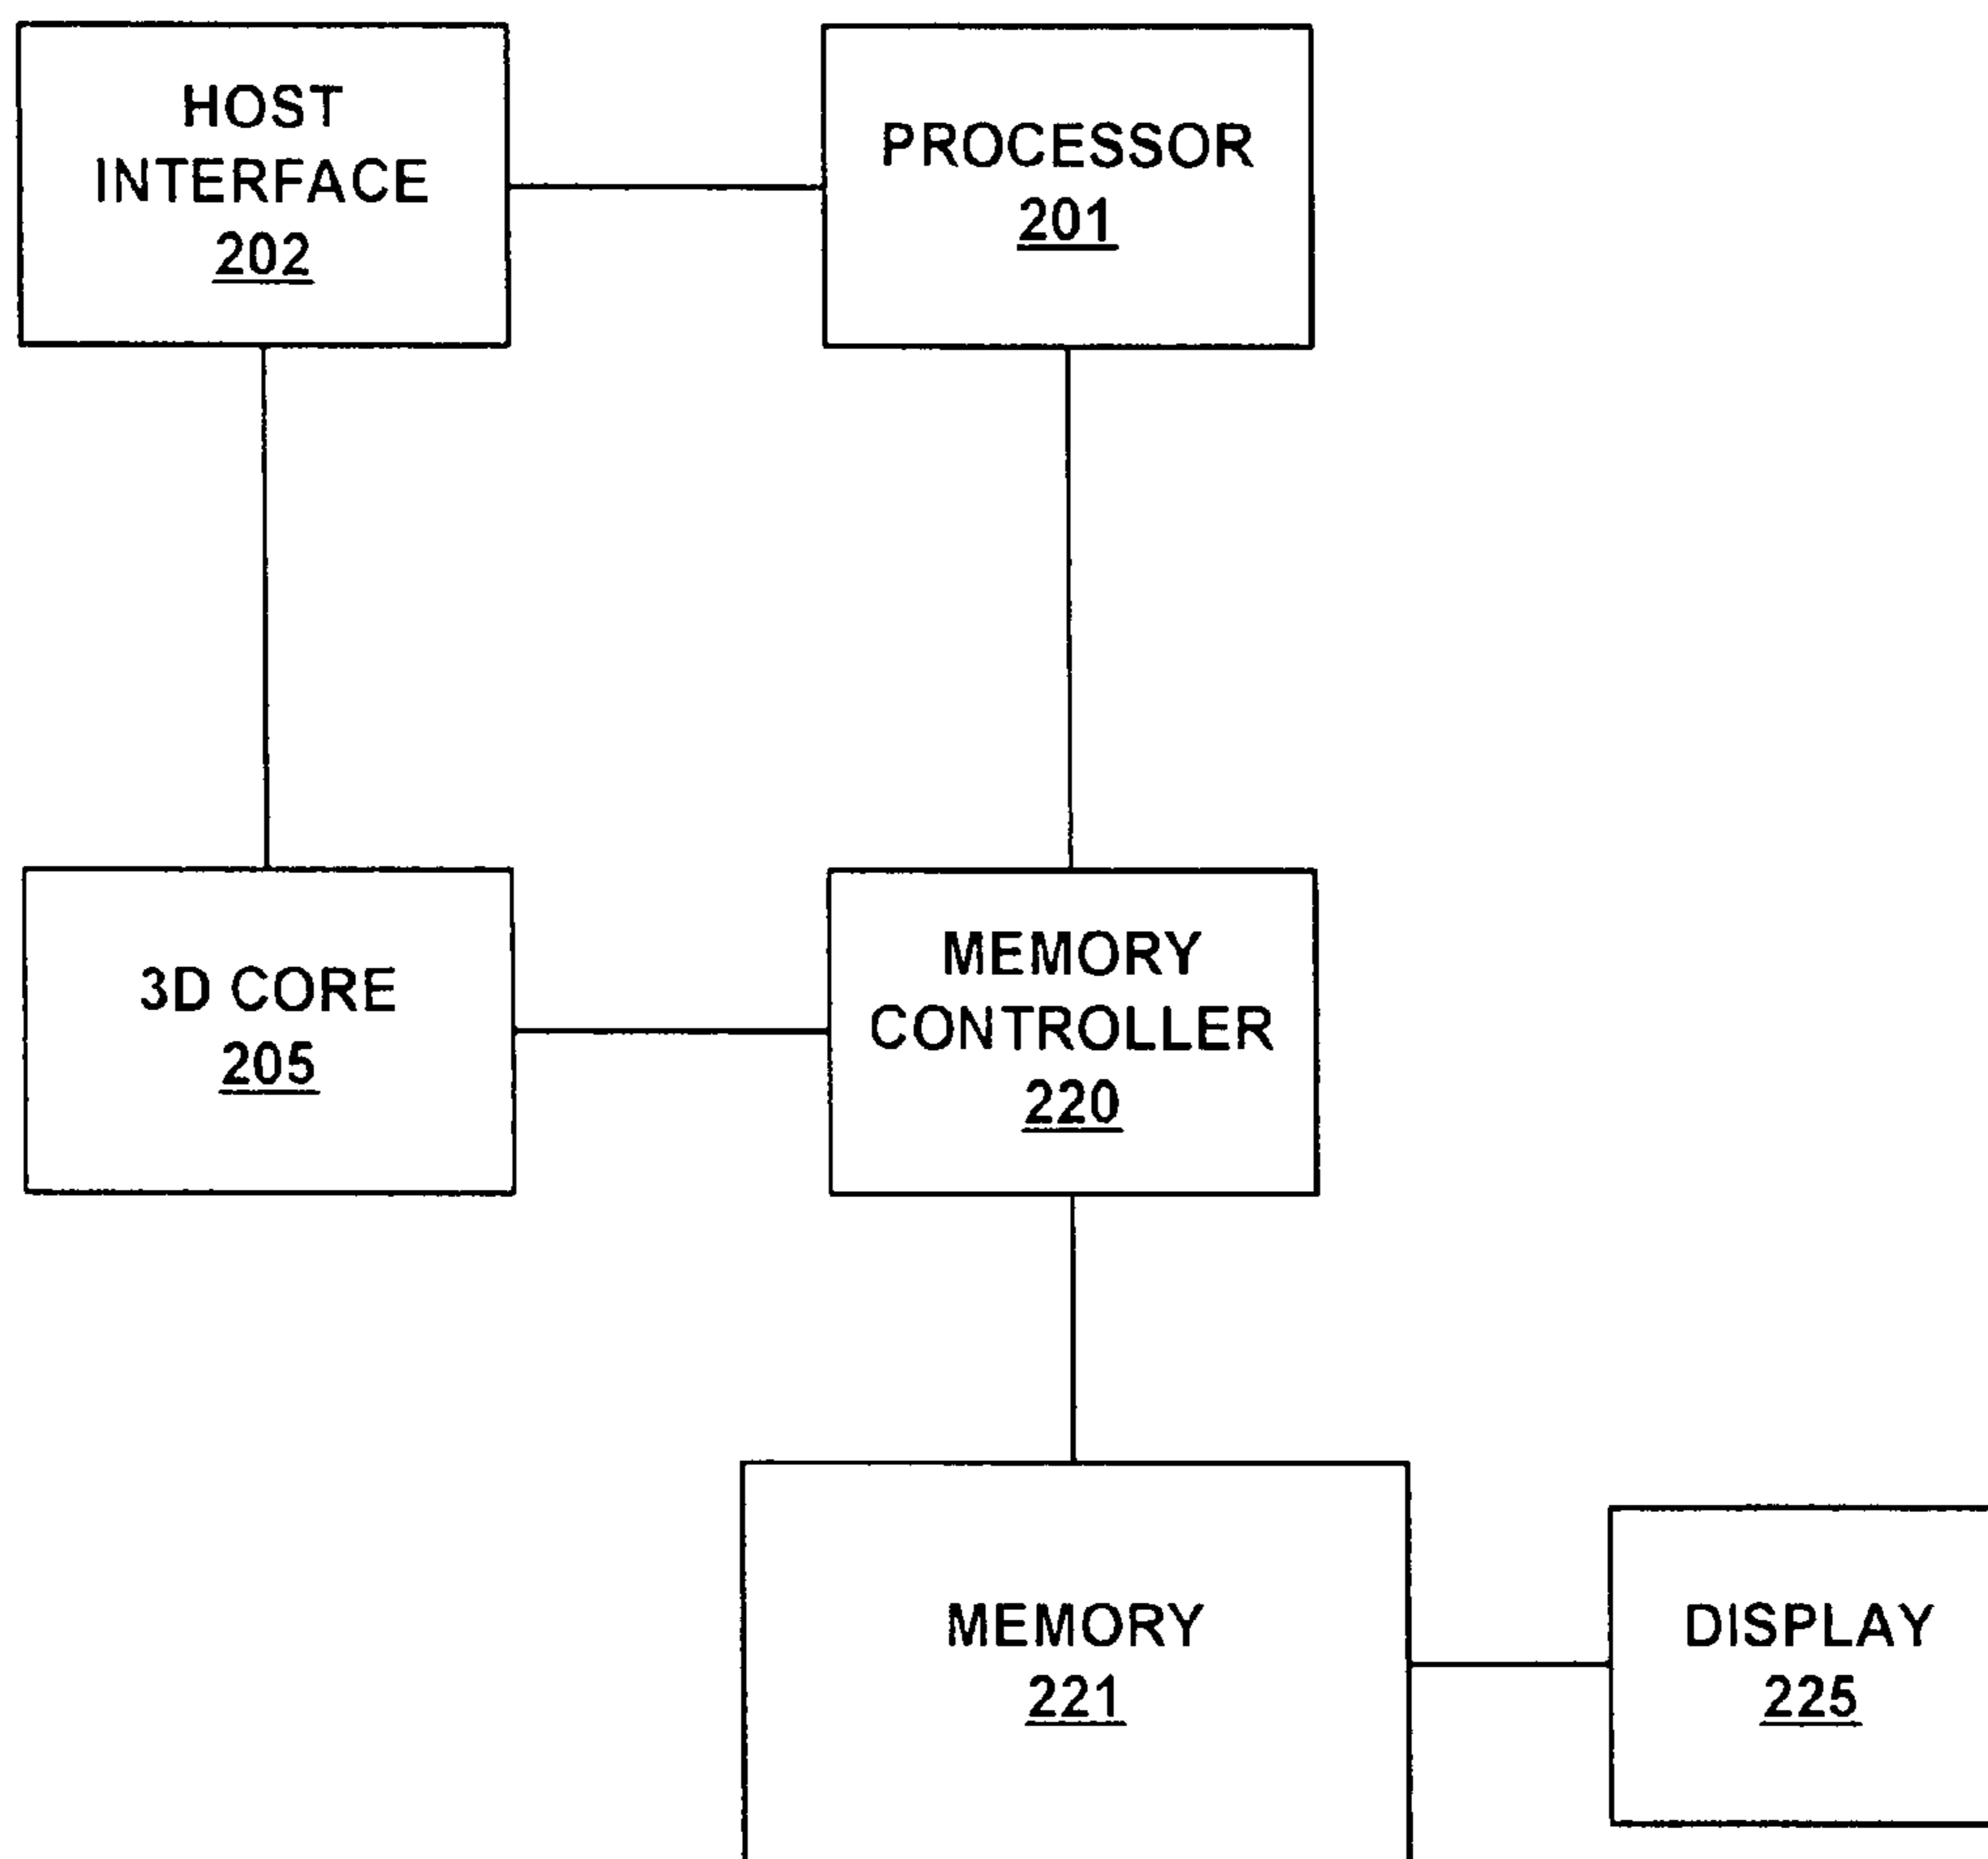 HOST
INTERFACE
202
PROCESSOR
201
3D CORE
205
MEMORY
CONTROLLER
220
MEMORY
221
DISPLAY
225